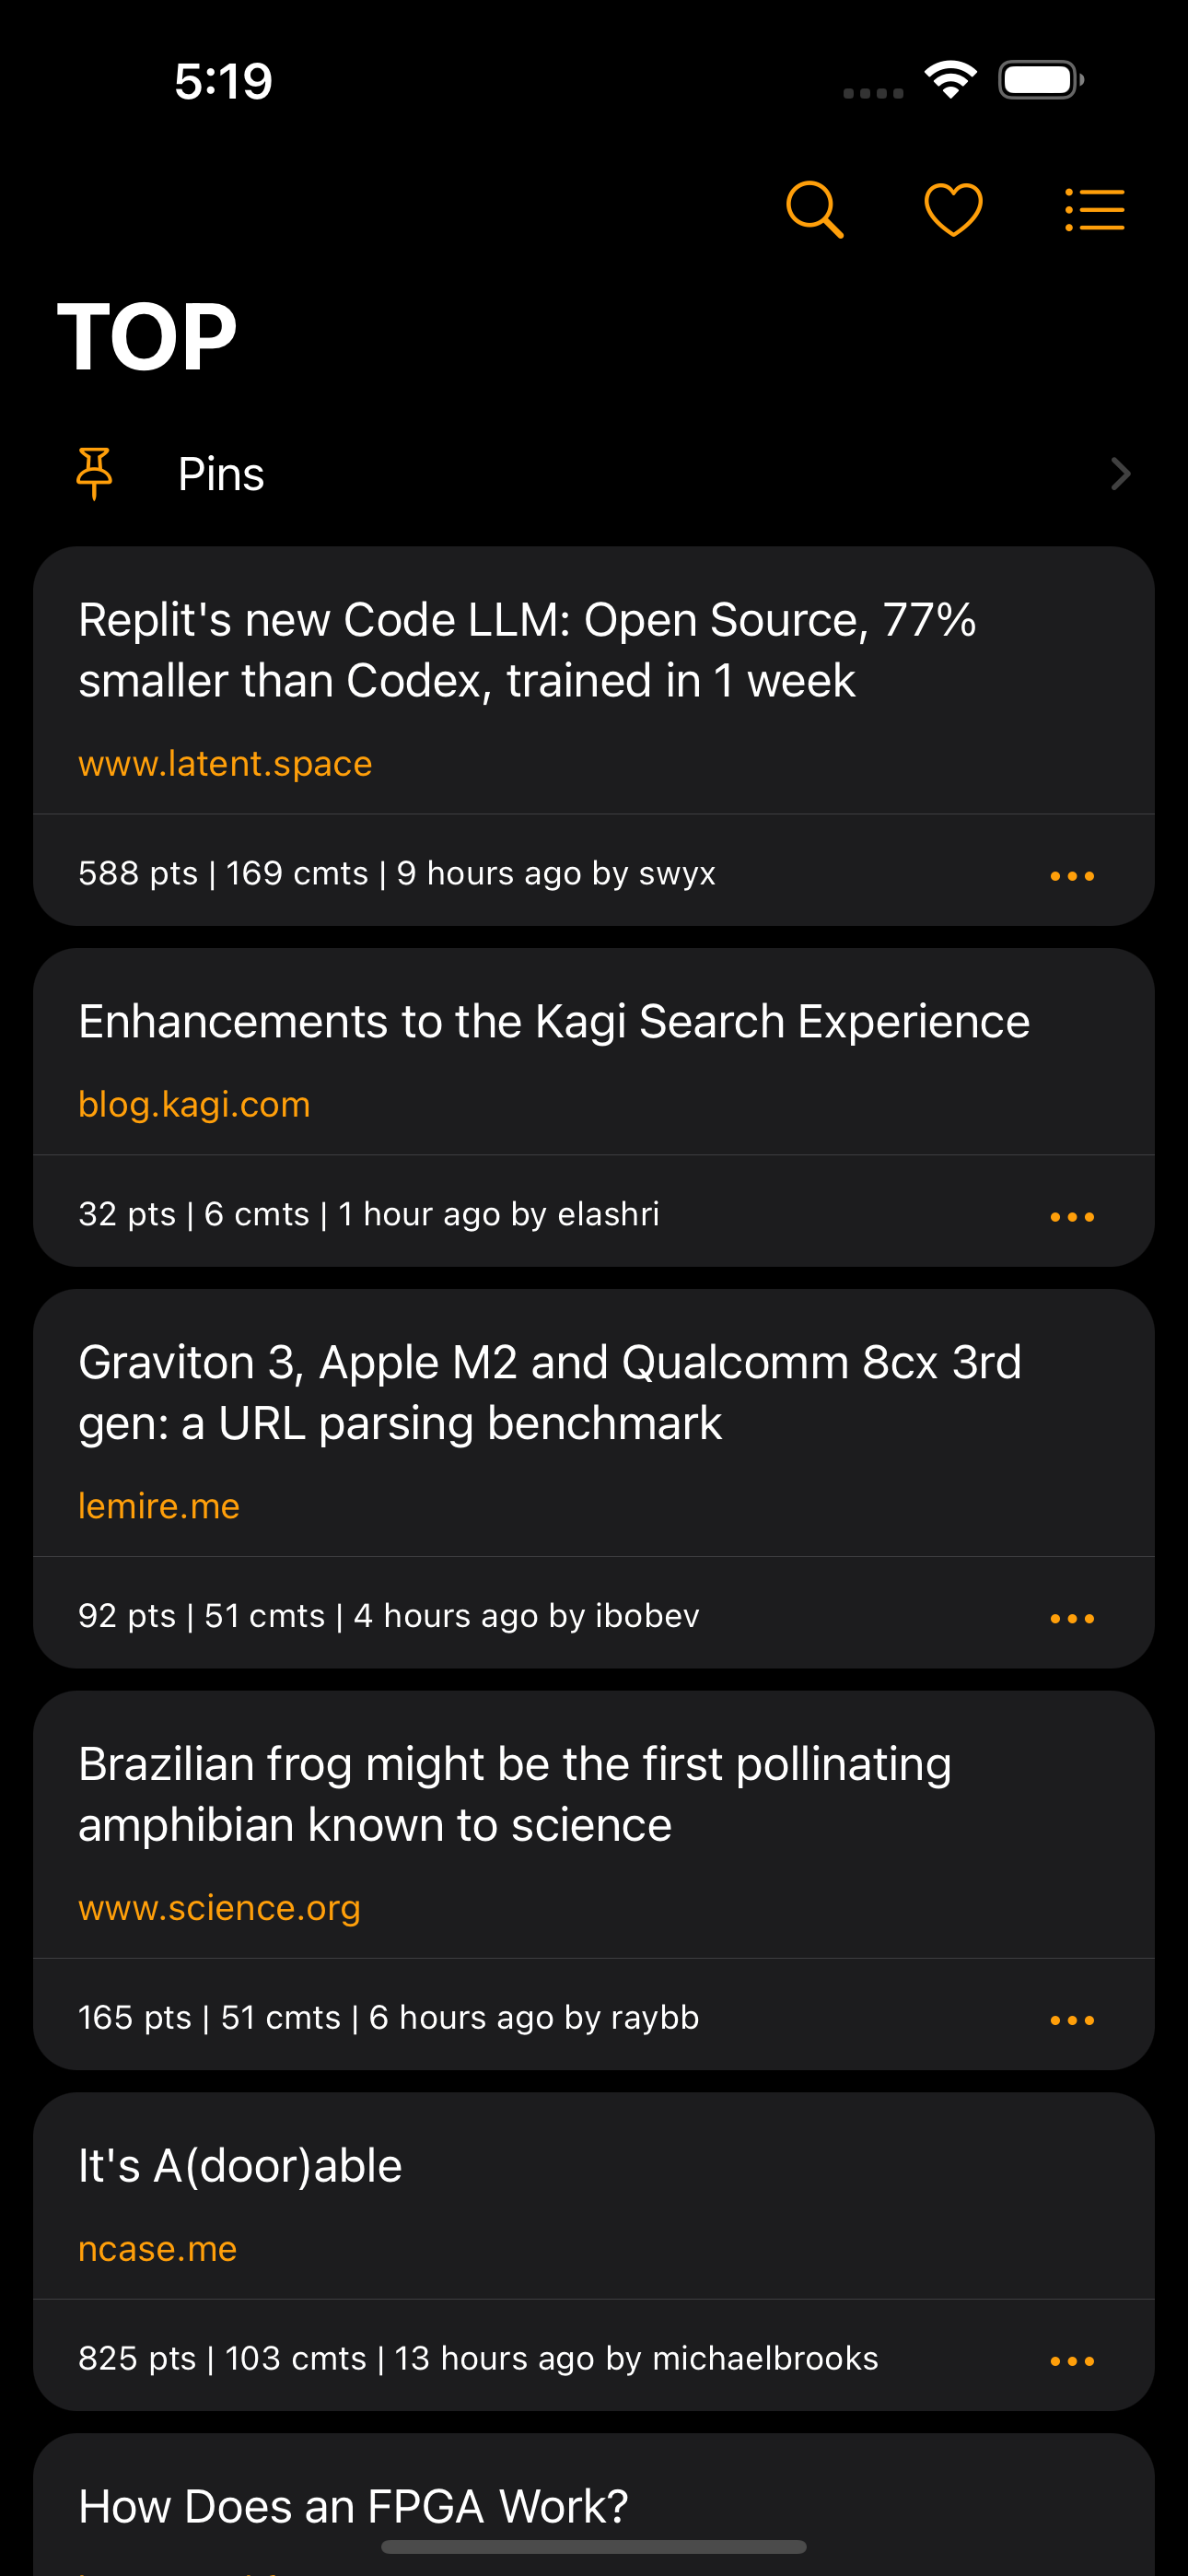 5:19
TOP
Pins
Replit's new Code LLM: Open Source, 77%
smaller than Codex, trained in 1 week
www.latent.space
588 pts | 169 cmts | 9 hours ago by swyx
Enhancements to the Kagi Search Experience
blog.kagi.com
32 pts | 6 cmts | 1 hour ago by elashri
Graviton 3, Apple M2 and Qualcomm 8cx 3rd
gen: a URL parsing benchmark
lemire.me
92 pts | 51 cmts | 4 hours ago by ibobev
Brazilian frog might be the first pollinating
amphibian known to science
www.science.org
165 pts | 51 cmts | 6 hours ago by raybb
It's A(door)able
ncase.me
825 pts | 103 cmts | 13 hours ago by michaelbrooks
How Does an FPGA Work?